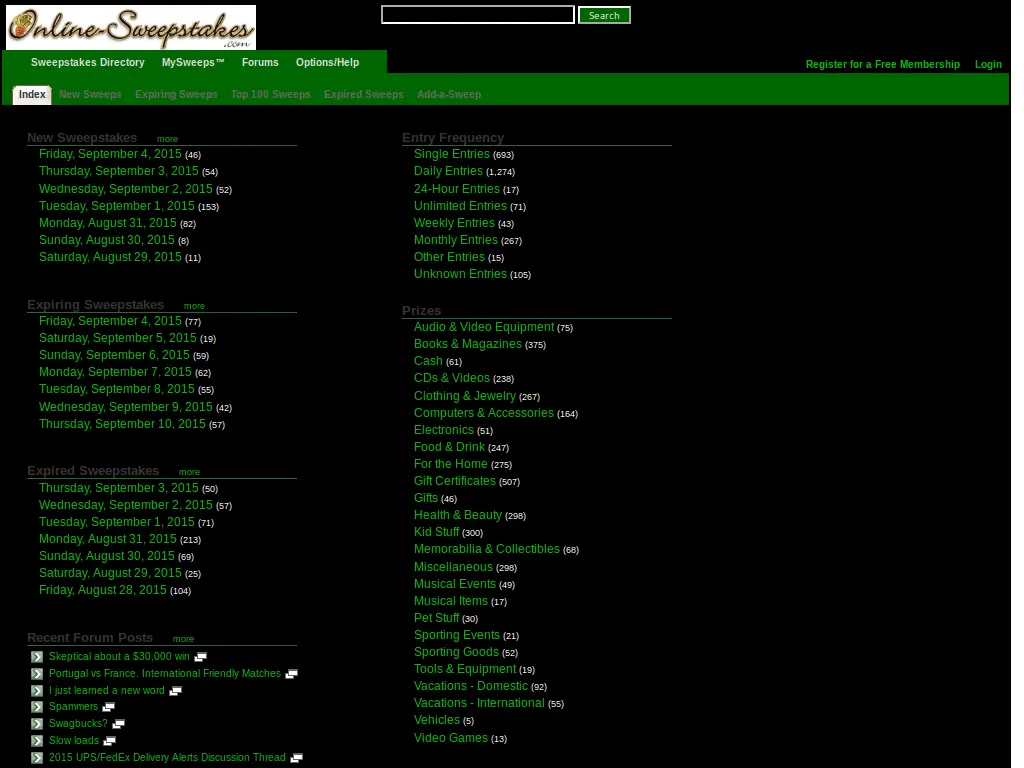 Online-Sweepstakes
.com
Search
Sweepstakes Directory MySweeps™ Forums Options/Help
Register for a Free Membership Login
Index New Sweeps Expiring Sweeps Top 100 Sweeps Expired Sweeps Add-a-Sweep
New Sweepstakes more
Friday, September 4, 2015 (46)
Thursday, September 3, 2015 (54)
Wednesday, September 2, 2015 (52)
Tuesday, September 1, 2015 (153)
Monday, August 31, 2015 (82)
Sunday, August 30, 2015 (8)
Saturday, August 29, 2015 (11)
Expiring Sweepstakes more
Friday, September 4, 2015 (77)
Saturday, September 5, 2015 (19)
Sunday, September 6, 2015 (59)
Monday, September 7, 2015 (62)
Tuesday, September 8, 2015 (55)
Wednesday, September 9, 2015 (42)
Thursday, September 10, 2015 (57)
Expired Sweepstakes more
Thursday, September 3, 2015 (50)
Wednesday, September 2, 2015 (57)
Tuesday, September 1, 2015 (71)
Monday, August 31, 2015 (213)
Sunday, August 30, 2015 (69)
Saturday, August 29, 2015 (25)
Friday, August 28, 2015 (104)
Recent Forum Posts more
Skeptical about a $30,000 win
Portugal vs France. International Friendly Matches
I just learned a new word
Spammers
Swagbucks?
Slow loads
2015 UPS/FedEx Delivery Alerts Discussion Thread
Entry Frequency
Single Entries (693)
Daily Entries (1,274)
24-Hour Entries (17)
Unlimited Entries (71)
Weekly Entries (43)
Monthly Entries (267)
Other Entries (15)
Unknown Entries (105)
Prizes
Audio & Video Equipment (75)
Books & Magazines (375)
Cash (61)
CDs & Videos (238)
Clothing & Jewelry (267)
Computers & Accessories (164)
Electronics (51)
Food & Drink (247)
For the Home (275)
Gift Certificates (507)
Gifts (46)
Health & Beauty (298)
Kid Stuff (300)
Memorabilia & Collectibles (68)
Miscellaneous (298)
Musical Events (49)
Musical Items (17)
Pet Stuff (30)
Sporting Events (21)
Sporting Goods (52)
Tools & Equipment (19)
Vacations - Domestic (92)
Vacations - International (55)
Vehicles (5)
Video Games (13)